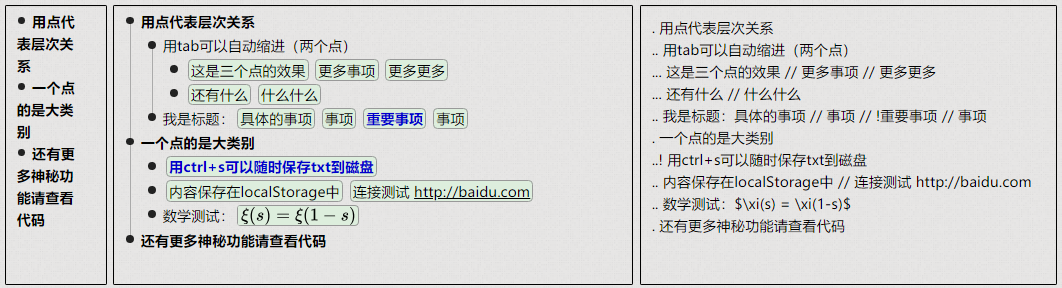 用点代
表层次关
系
一个点
的是大类
别
还有更
多神秘功
能请查看
代码
用点代表层次关系
用tab可以自动缩进（两个点）
这是三个点的效果 更多事项 更多更多
还有什么 什么什么
我是标题： 具体的事项 事项 重要事项 事项
一个点的是大类别
用ctrl+s可以随时保存txt到磁盘
内容保存在localStorage中 连接测试 http://baidu.com
数学测试： ξ(s) = ξ(1 − s)
还有更多神秘功能请查看代码
. 用点代表层次关系
.. 用tab可以自动缩进（两个点）
... 这是三个点的效果 // 更多事项 // 更多更多
... 还有什么 // 什么什么
.. 我是标题：具体的事项 // 事项 // !重要事项 // 事项
. 一个点的是大类别
..! 用ctrl+s可以随时保存txt到磁盘
.. 内容保存在localStorage中 // 连接测试 http://baidu.com
.. 数学测试：$\xi(s) = \xi(1-s)$
. 还有更多神秘功能请查看代码